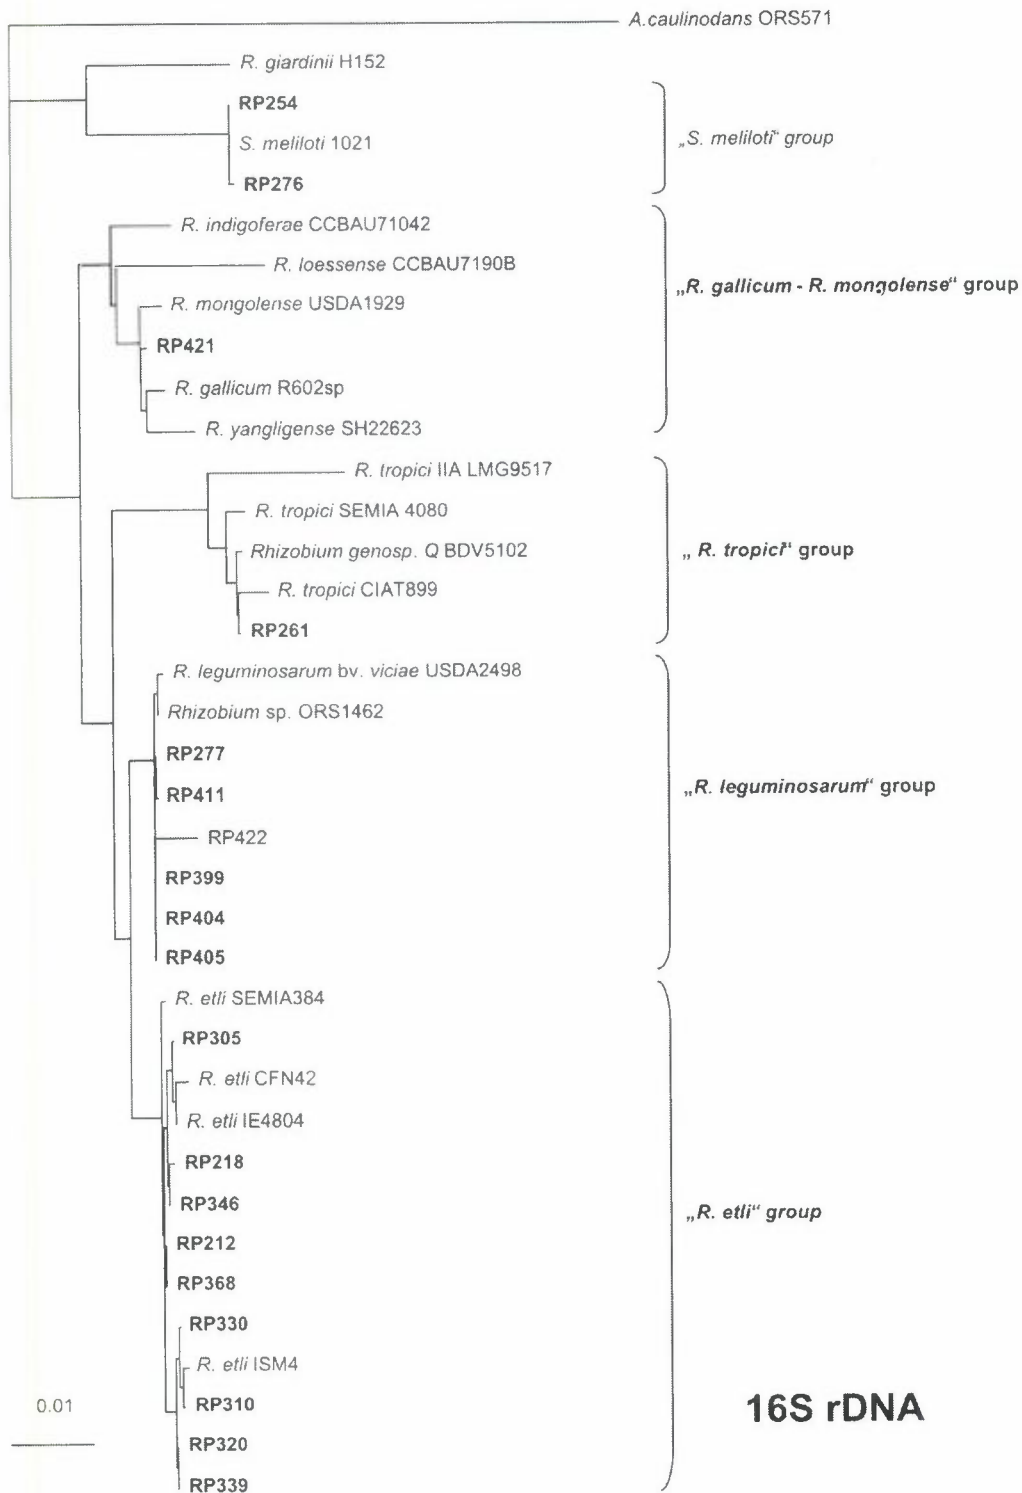 A.caulinodans ORS571
R. giardinii H152
RP254
S. meliloti 1021
„S. meliloti“ group
RP276
R. indigoferae CCBAU71042
R. loessense CCBAU7190B
„R. gallicum - R. mongolense“ group
R. mongolense USDA1929
RP421
R. gallicum R602sp
R. yangligense SH22623
R. tropici IIA LMG9517
R. tropici SEMIA 4080
Rhizobium genosp. Q BDV5102
„ R. tropici“ group
R. tropici CIAT899
RP261
R. leguminosarum bv. viciae USDA2498
Rhizobium sp. ORS1462
RP277
„R. leguminosarum“ group
RP411
RP422
RP399
RP404
RP405
R. etli SEMIA384
RP305
R. etli CFN42
R. etli IE4804
RP218
RP346
„R. etli“ group
RP212
RP368
RP330
R. etli ISM4
0.01
RP310
16S rDNA
RP320
RP339